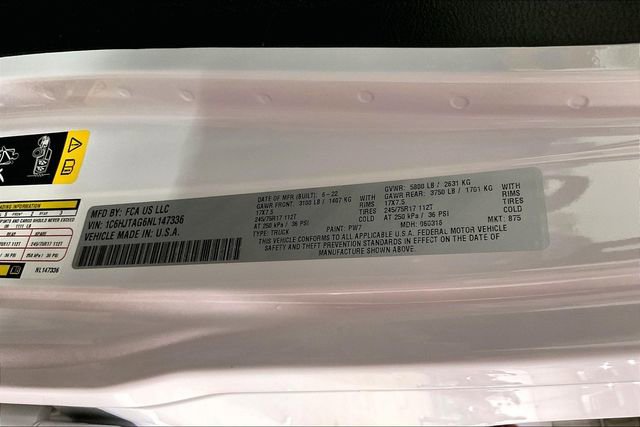 DING INFORMATION
NL147336
MFD BY: FCA US LLC
VIN: 1C6HJTAG6NL147336
VEHICLE MADE IN U.S.A.
DATE OF MFR (BUILT): 6-22
GAWR FRONT: 3100 LB / 1407 KG WITH
17X7.5 RIMS
245/75R17 112T TIRES
AT 250 kPa / 36 PSI COLD
TYPE: TRUCK
GVWR: 5800 LB / 2631 KG
GAWR REAR: 3750 LB / 1701 KG WITH
17X7.5 RIMS
245/75R17 112T TIRES
AT 250 kPa / 36 PSI COLD
PAINT: PW7 MDH: 060315 MKT: 875
THIS VEHICLE CONFORMS TO ALL APPLICABLE U.S.A. FEDERAL MOTOR VEHICLE
SAFETY AND THEFT PREVENTION STANDARDS IN EFFECT ON THE DATE OF
MANUFACTURE SHOWN ABOVE.